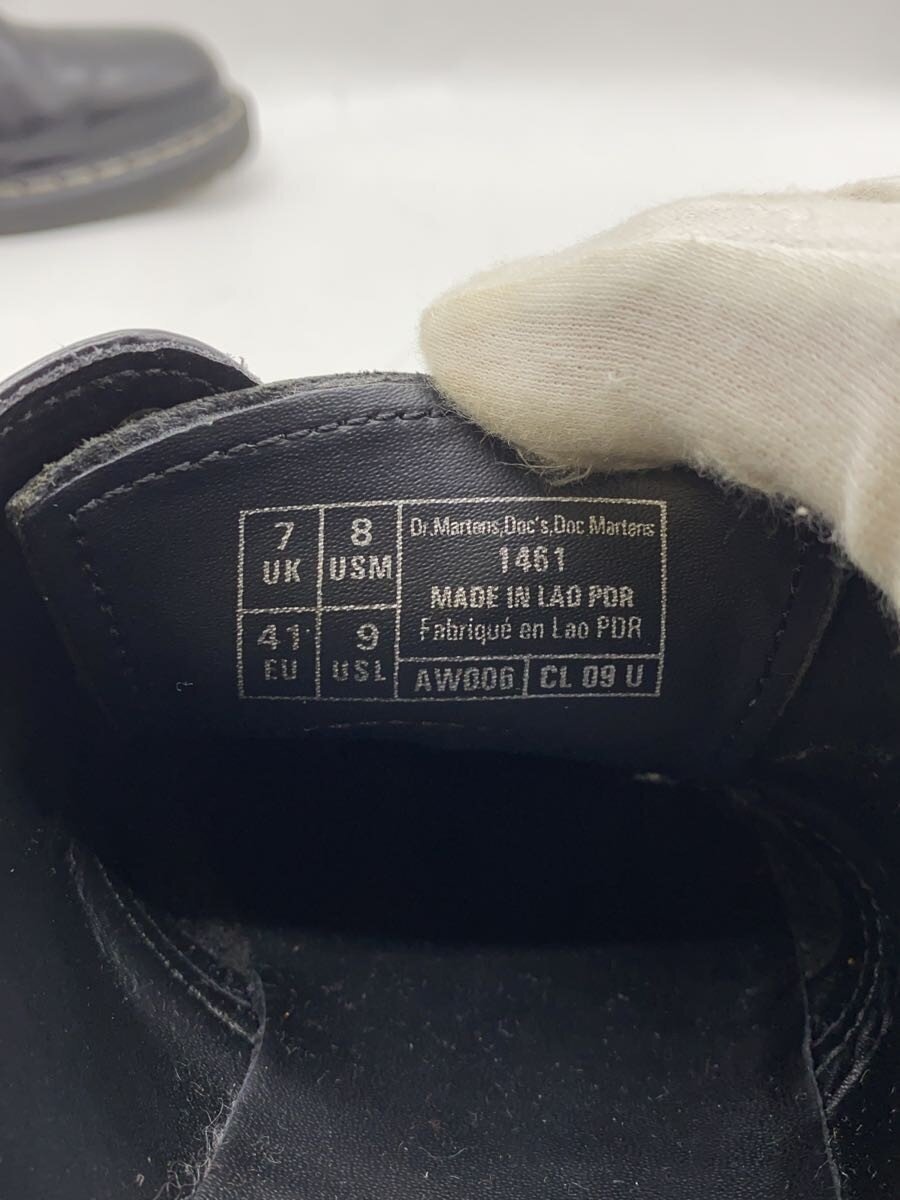 7
UK
8
USM
Dr.Martens,Doc's,Doc Martens
1461
MADE IN LAO PDR
Fabriqué en Lao PDR
41
EU
9
USL
AW006
CL 09 U